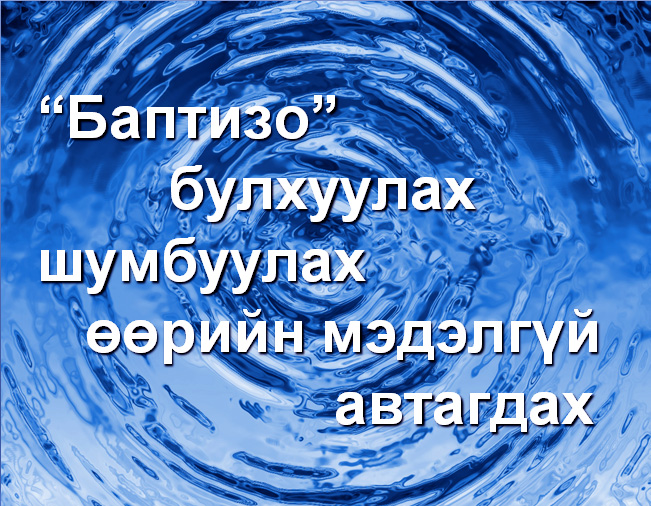 “Баптизо”
булхуулах
шумбуулах
өөрийн мэдэлгүй
автагдах